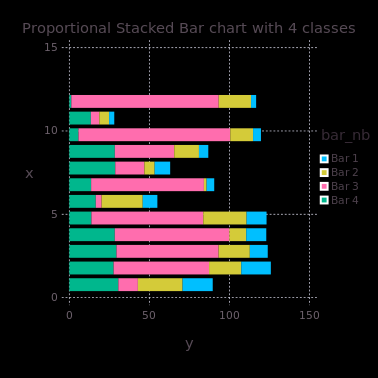 Proportional Stacked Bar chart with 4 classes
15
10
5
0
x
0 50 100 150
y
bar_nb
Bar 1
Bar 2
Bar 3
Bar 4